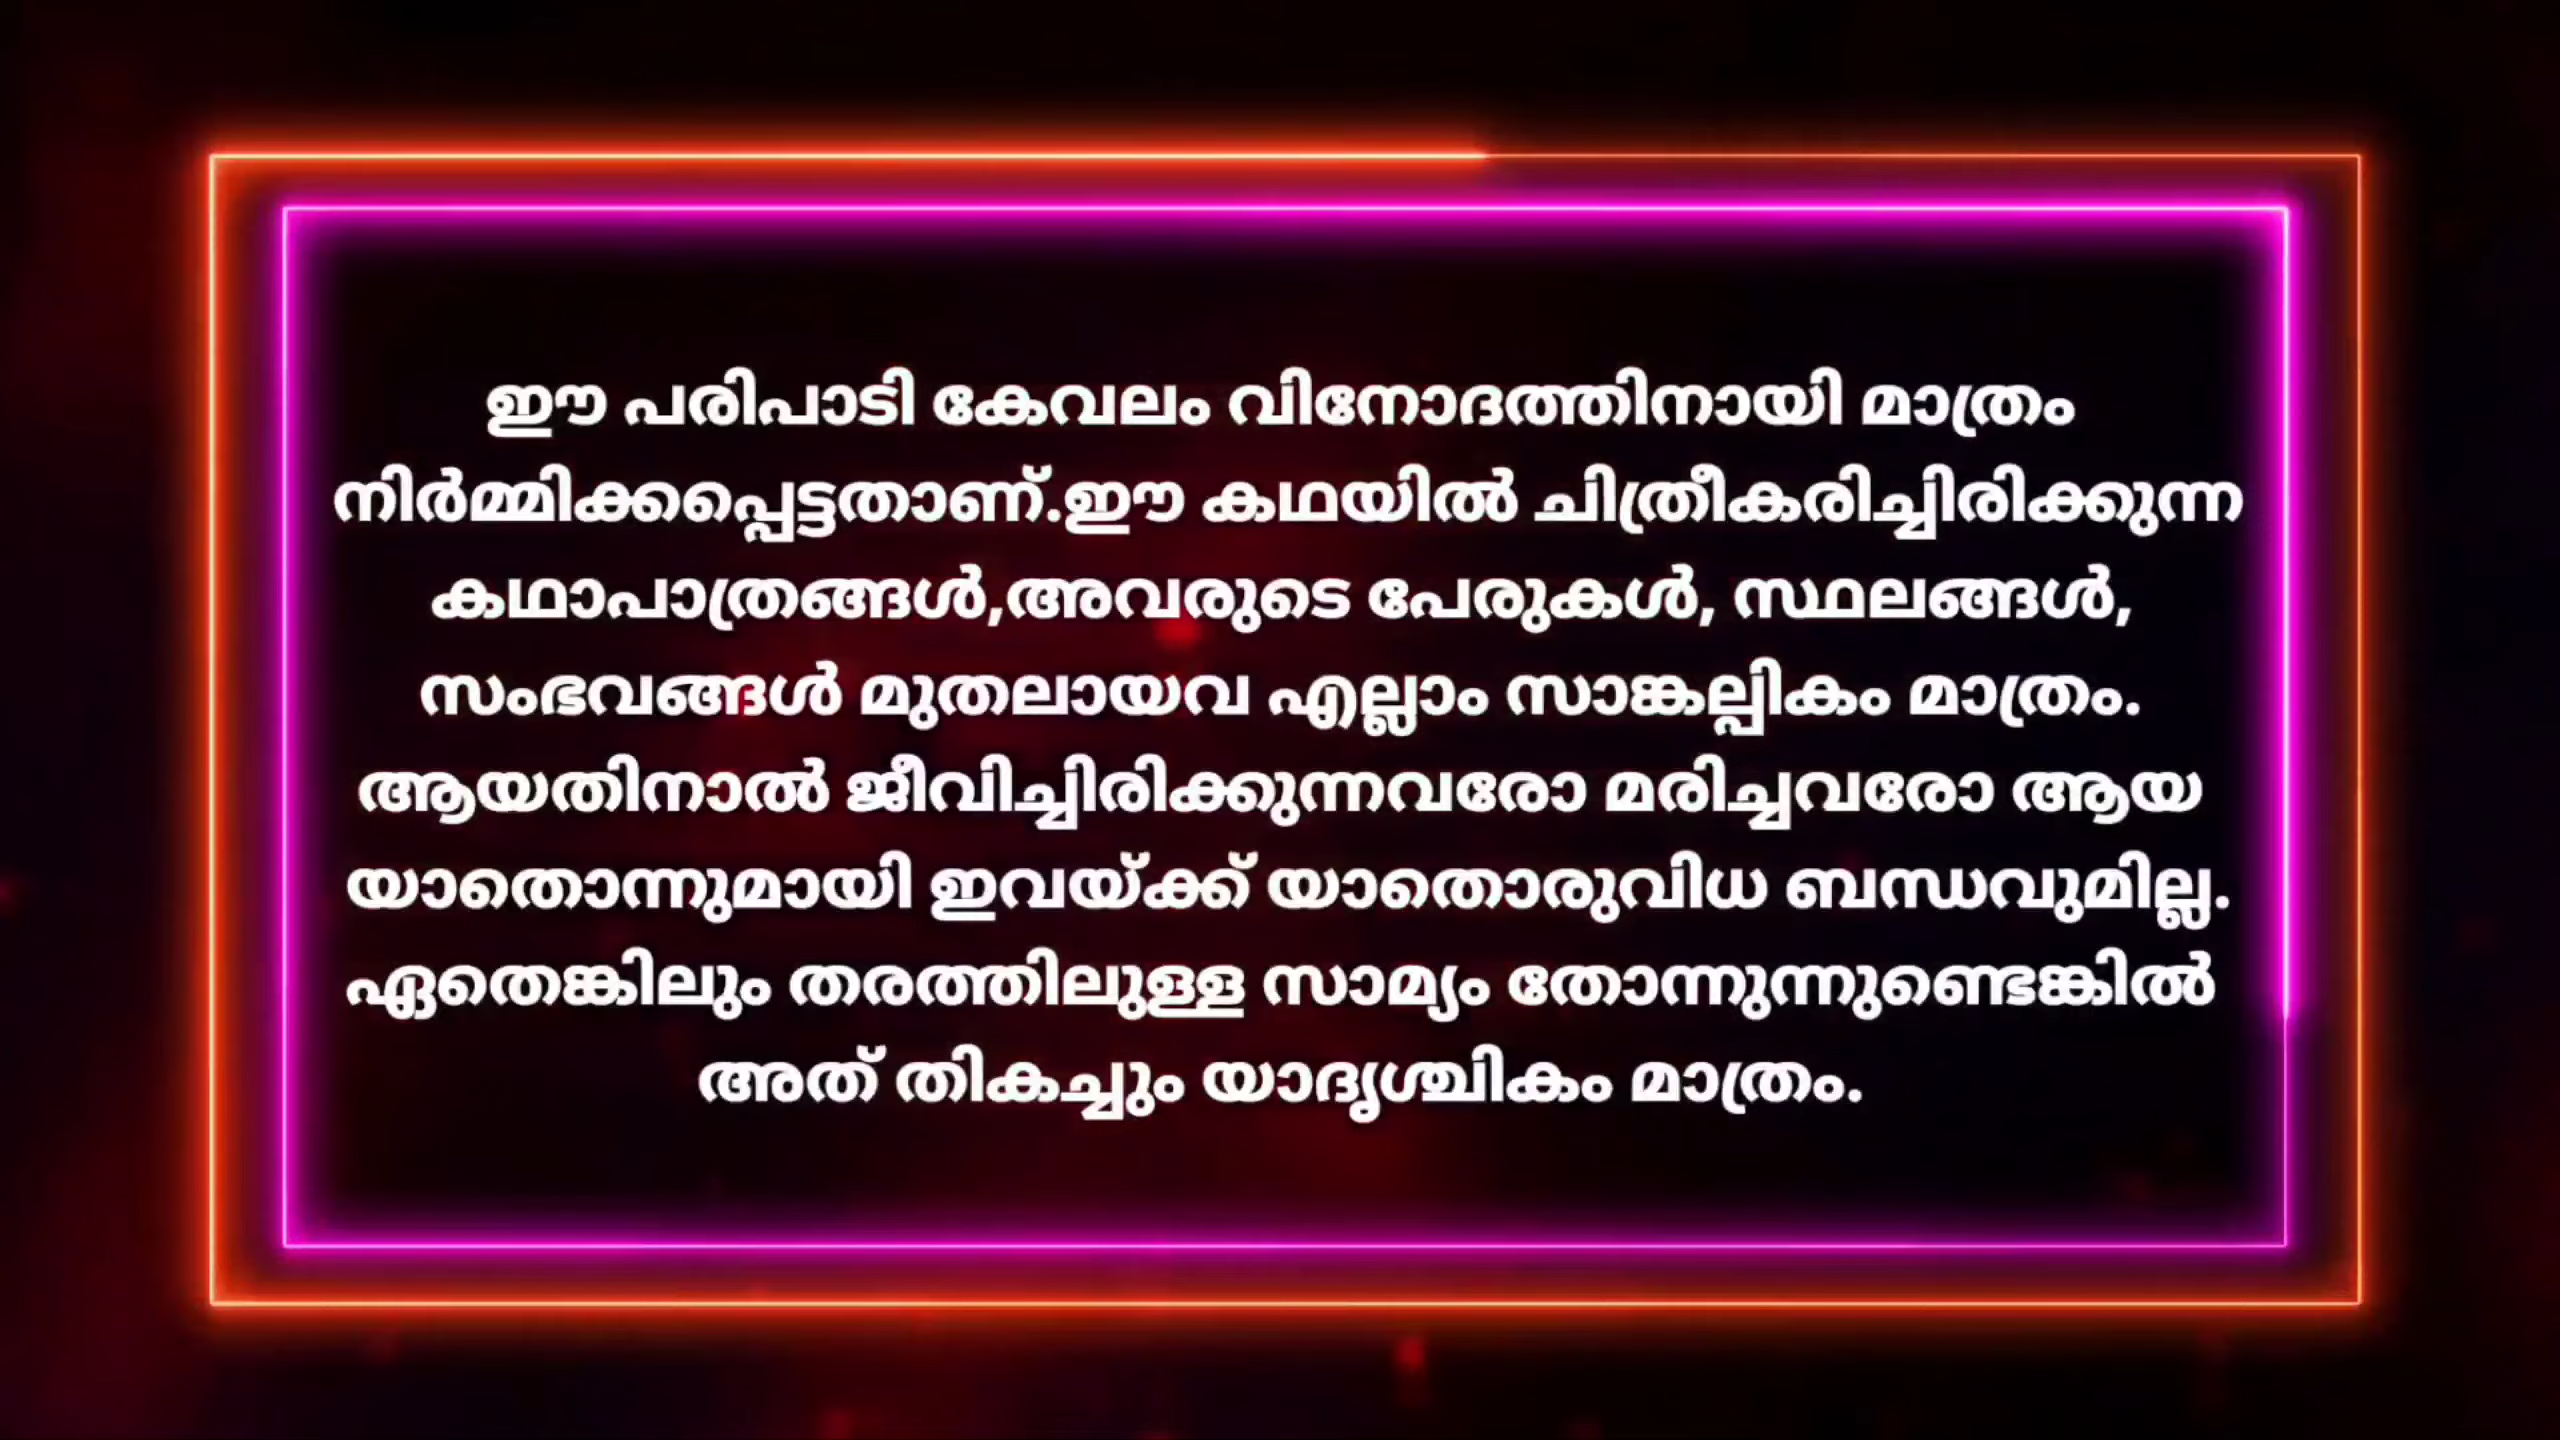 ഈ പരിപാടി കേവലം വിനോദത്തിനായി മാത്രം
നിർമ്മിക്കപ്പെട്ടതാണ്.ഈ കഥയിൽ ചിത്രീകരിച്ചിരിക്കുന്ന
കഥാപാത്രങ്ങൾ,അവരുടെ പേരുകൾ, സ്ഥലങ്ങൾ,
സംഭവങ്ങൾ മുതലായവ എല്ലാം സാങ്കല്പികം മാത്രം.
ആയതിനാൽ ജീവിച്ചിരിക്കുന്നവരോ മരിച്ചവരോ ആയ
യാതൊന്നുമായി ഇവയ്ക്ക് യാതൊരുവിധ ബന്ധവുമില്ല.
ഏതെങ്കിലും തരത്തിലുള്ള സാമ്യം തോന്നുന്നുണ്ടെങ്കിൽ
അത് തികച്ചും യാദൃശ്ചികം മാത്രം.